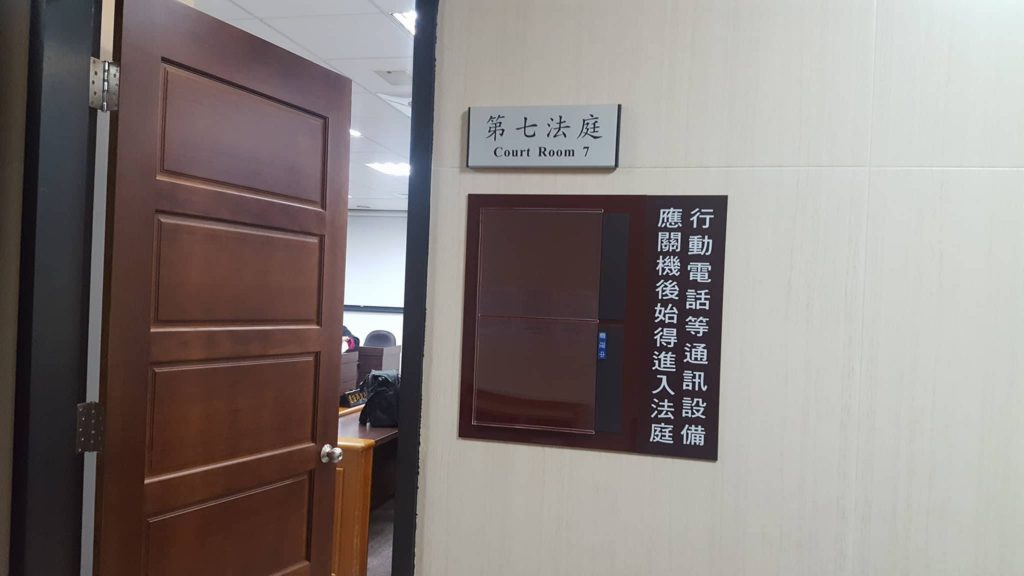 第七法庭
Court Room 7
行動電話等通訊設備
應關機後始得進入法庭